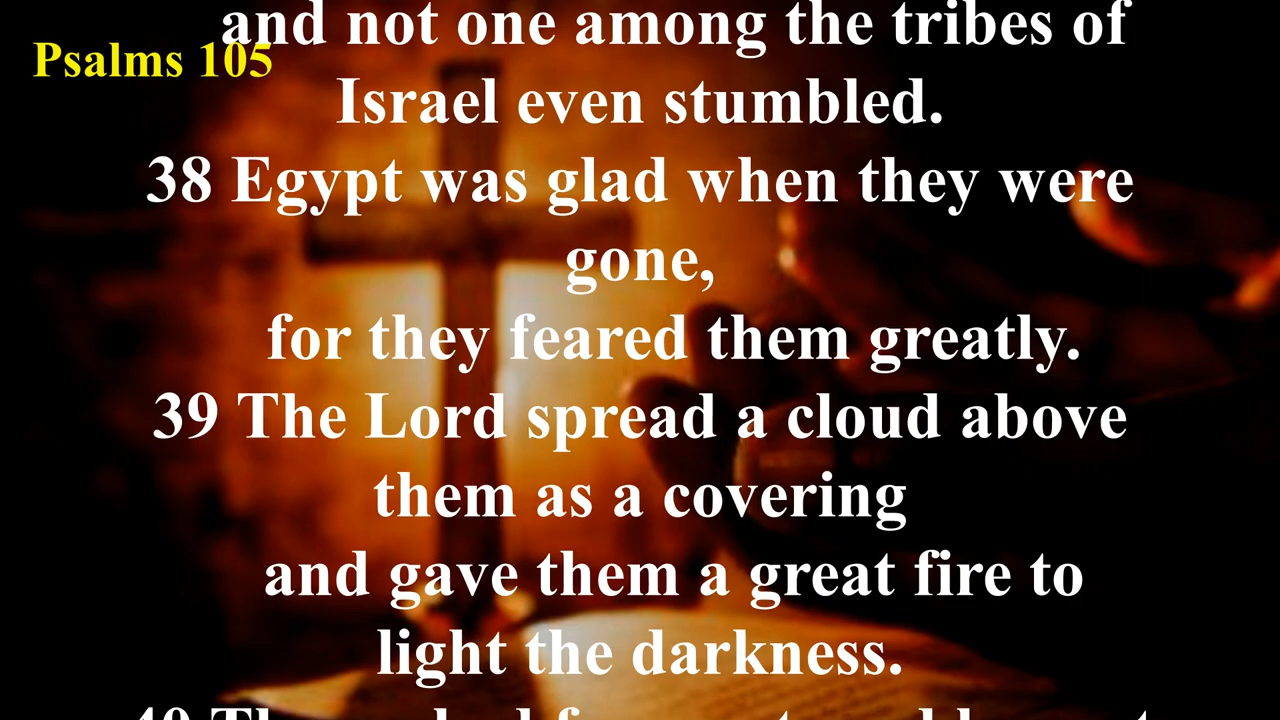 and not one among the tribes of
Psalms 105
Israel even stumbled.
38 Egypt was glad when they were
gone,
for they feared them greatly.
39 The Lord spread a cloud above
them as a covering
and gave them a great fire to
light the darkness.